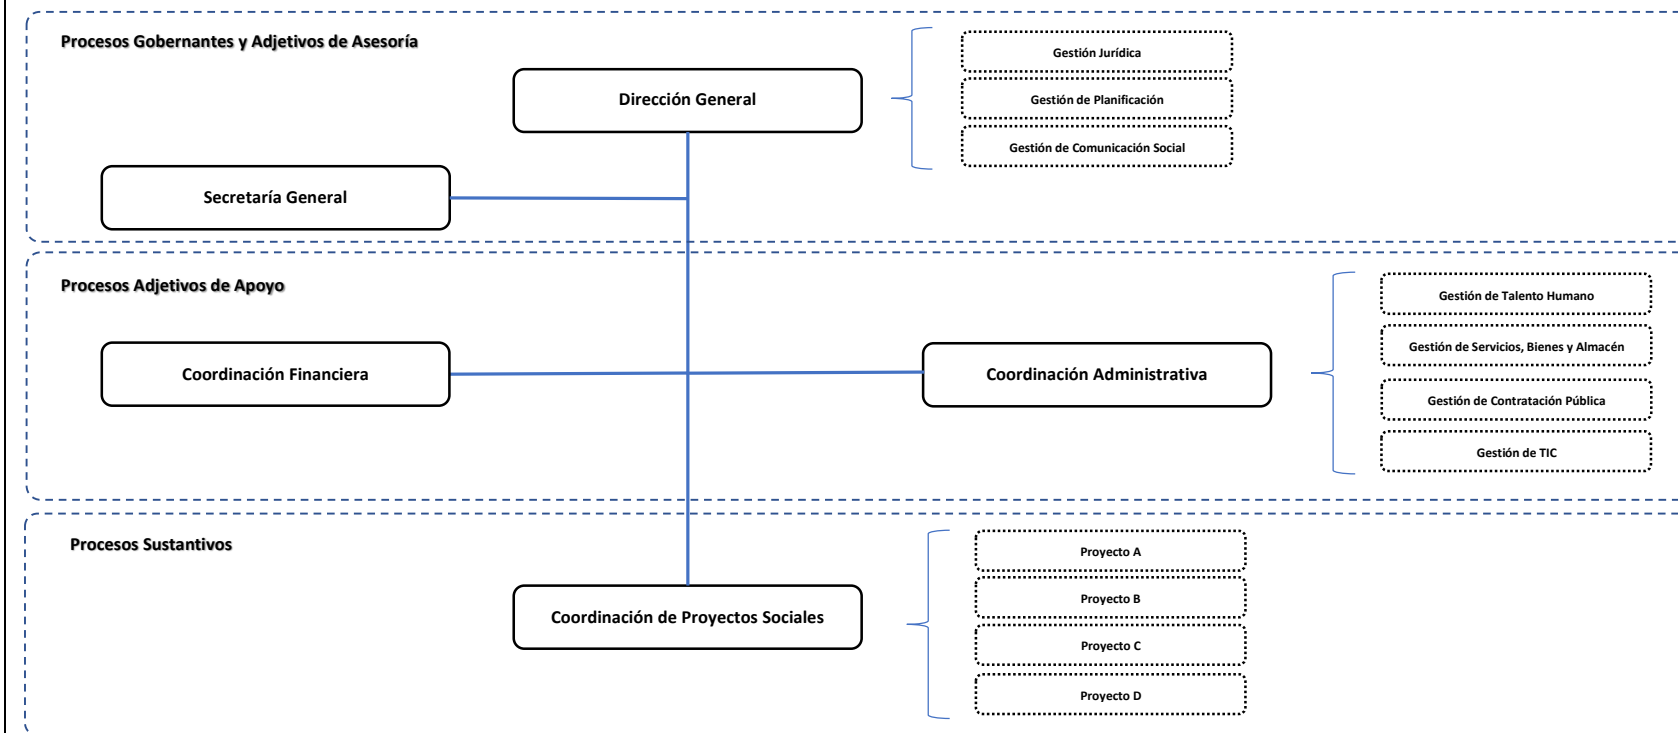 Procesos Gobernantes y Adjetivos de Asesoría
Dirección General
Gestión Jurídica
Gestión de Planificación
Gestión de Comunicación Social
Secretaría General
Procesos Adjetivos de Apoyo
Coordinación Financiera
Coordinación Administrativa
Gestión de Talento Humano
Gestión de Servicios, Bienes y Almacén
Gestión de Contratación Pública
Gestión de TIC
Procesos Sustantivos
Coordinación de Proyectos Sociales
Proyecto A
Proyecto B
Proyecto C
Proyecto D